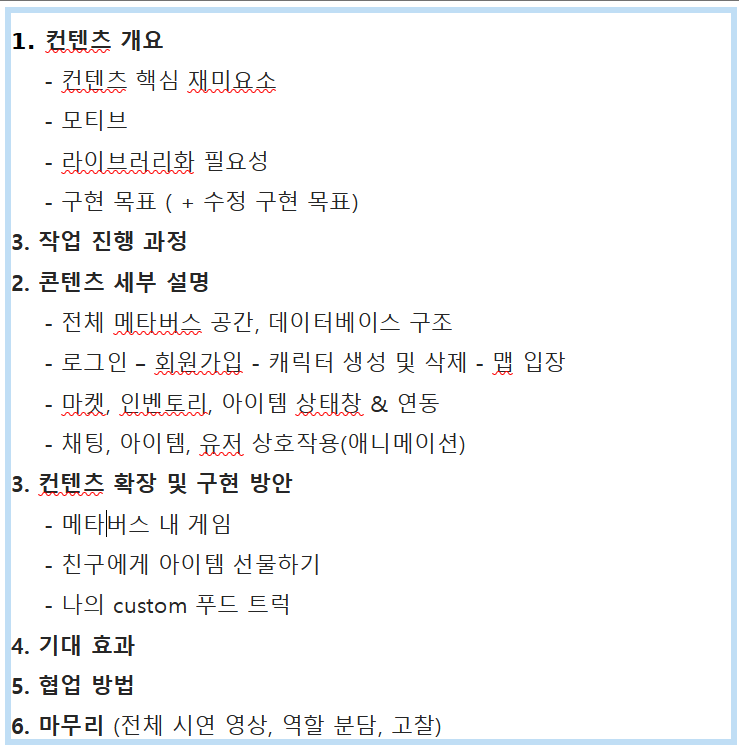 1. 컨텐츠 개요
- 컨텐츠 핵심 재미요소
- 모티브
- 라이브러리화 필요성
- 구현 목표 ( + 수정 구현 목표)
3. 작업 진행 과정
2. 콘텐츠 세부 설명
- 전체 메타버스 공간, 데이터베이스 구조
- 로그인 – 회원가입 - 캐릭터 생성 및 삭제 - 맵 입장
- 마켓, 인벤토리, 아이템 상태창 & 연동
- 채팅, 아이템, 유저 상호작용(애니메이션)
3. 컨텐츠 확장 및 구현 방안
- 메타버스 내 게임
- 친구에게 아이템 선물하기
- 나의 custom 푸드 트럭
4. 기대 효과
5. 협업 방법
6. 마무리 (전체 시연 영상, 역할 분담, 고찰)